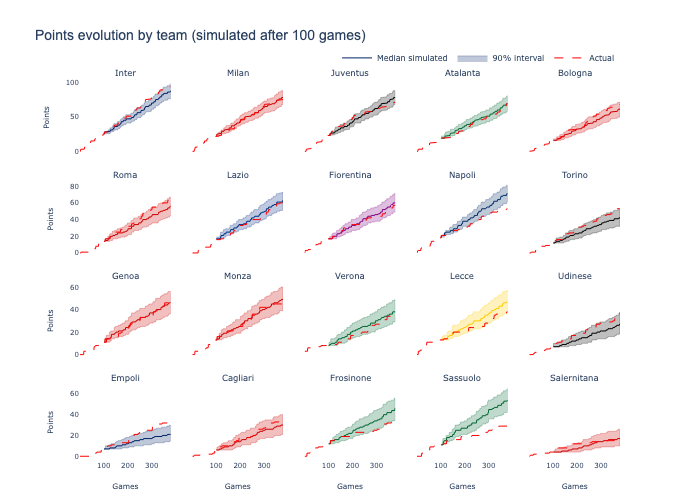 Points evolution by team (simulated after 100 games)
Median simulated 90% interval Actual
Inter Milan Juventus Atalanta Bologna
100
50
0
Points
Roma Lazio Fiorentina Napoli Torino
80
60
40
20
0
Points
Genoa Monza Verona Lecce Udinese
60
40
20
0
Points
Empoli Cagliari Frosinone Sassuolo Salernitana
60
40
20
0
Points
100 200 300 100 200 300 100 200 300 100 200 300 100 200 300
Games Games Games Games Games